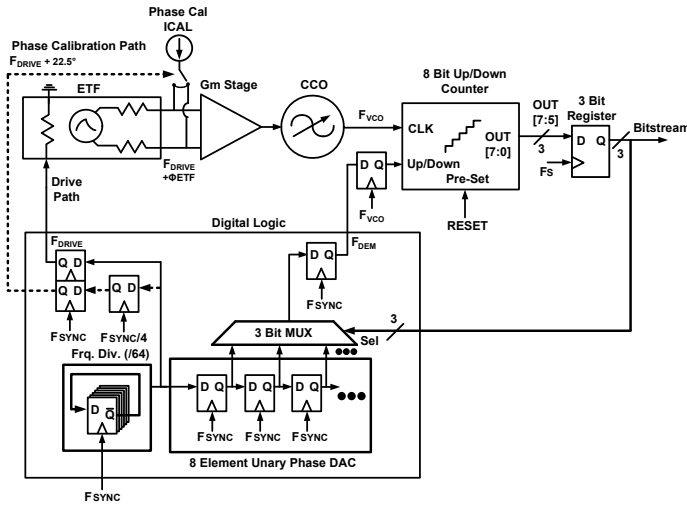 Phase Cal
ICAL
Phase Calibration Path
FDRIVE + 22.5°
ETF
Gm Stage
CCO
8 Bit Up/Down
Counter
3 Bit
Register
OUT
[7:5]
Bitstream
FVCO
CLK
OUT
[7:0]
3
D Q
3
Up/Down
Pre-Set
FS
D Q
FVCO
RESET
FDRIVE
+ΦETF
Drive
Path
Digital Logic
FDRIVE
FDEM
Q D
Q D
Q D
D Q
FSYNC
FSYNC
FSYNC/4
3 Bit MUX
Sel
3
Frq. Div. (/64)
D Q
D Q
D Q
D Q
FSYNC
FSYNC
FSYNC
8 Element Unary Phase DAC
FSYNC